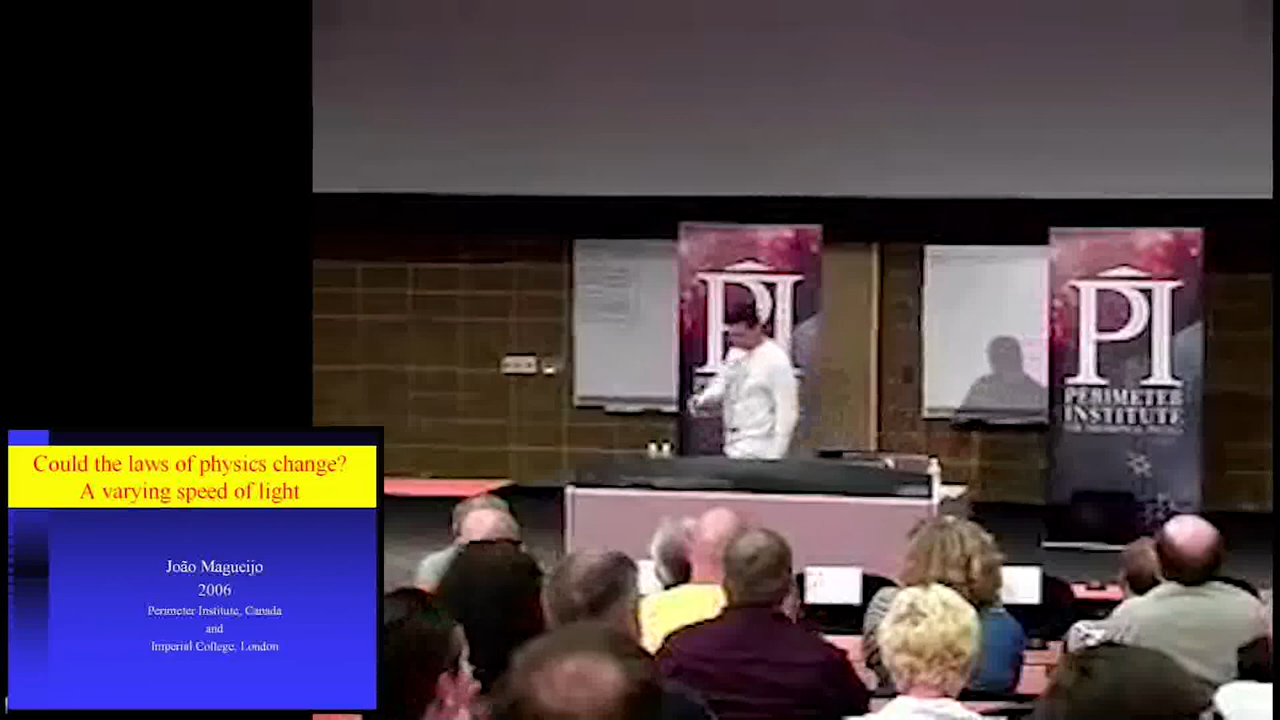 PI
PI
PERIMETER
INSTITUTE
Could the laws of physics change?
A varying speed of light
João Magueijo
2006
Perimeter Institute, Canada
and
Imperial College, London